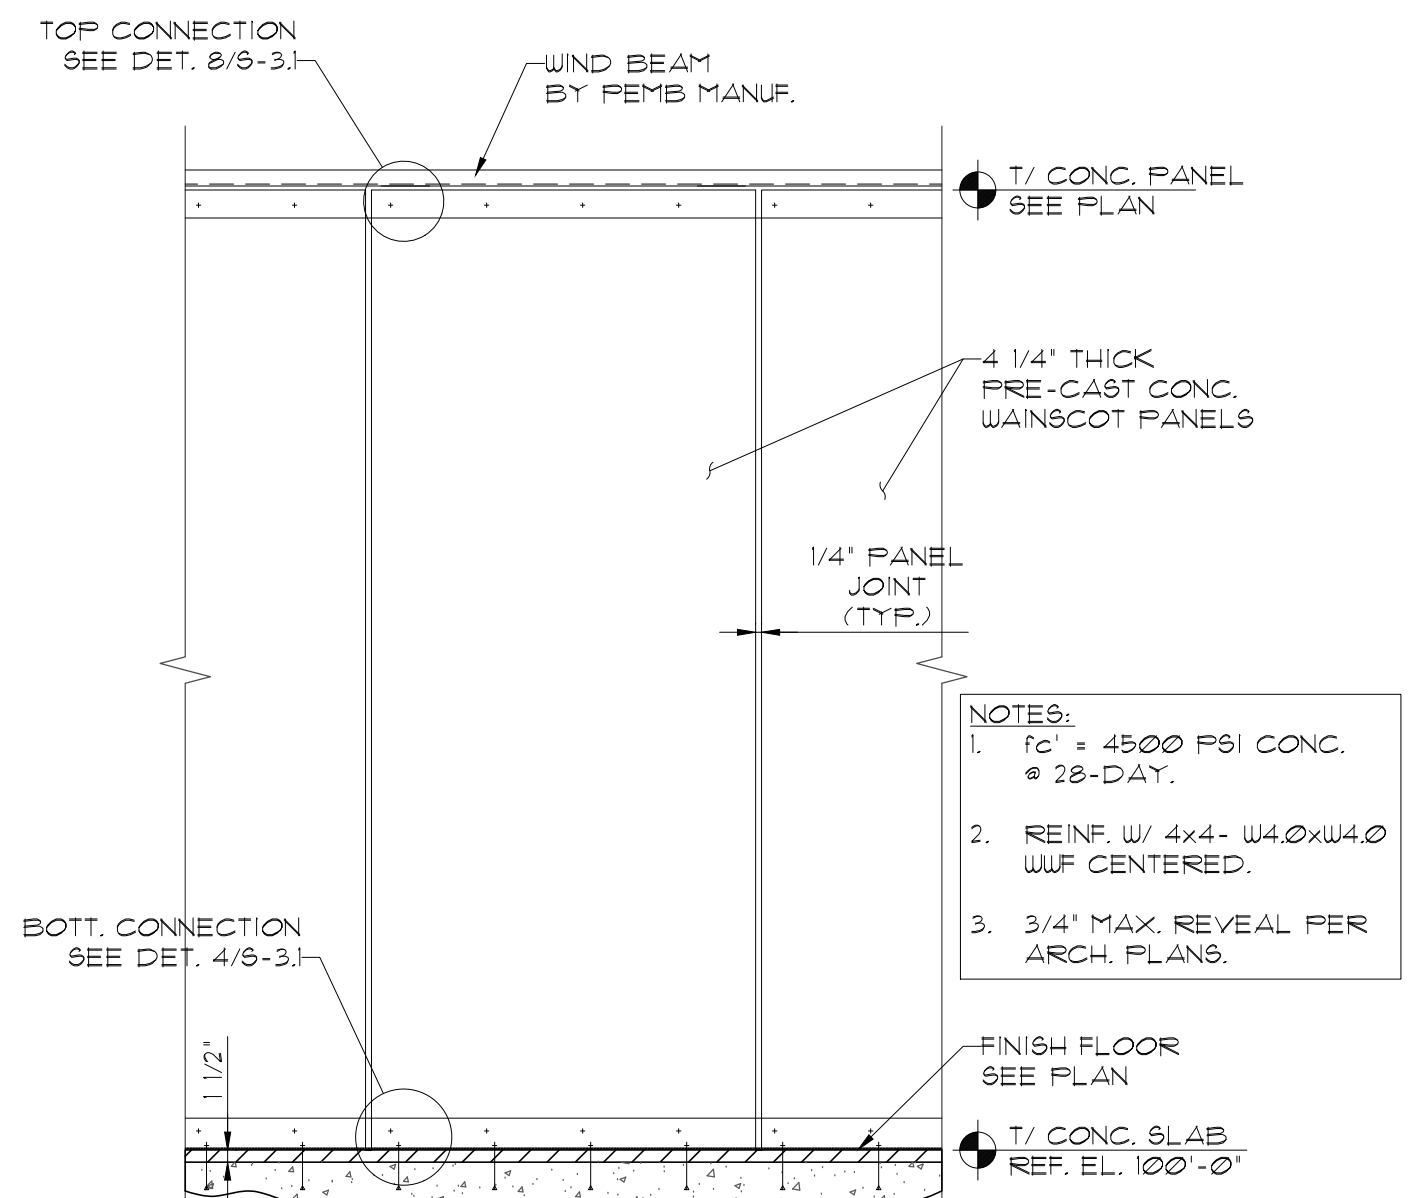 TOP CONNECTION
SEE DET. 8/S-3.1
WIND BEAM
BY PEMB MANUF.
T/ CONC. PANEL
SEE PLAN
4 1/4" THICK
PRE-CAST CONC.
WAINSCOT PANELS
1/4" PANEL
JOINT
(TYP.)
NOTES:
1. fc' = 4500 PSI CONC.
@ 28-DAY.
2. REINF. W/ 4x4- W4.0xW4.0
WWF CENTERED.
3. 3/4" MAX. REVEAL PER
ARCH. PLANS.
BOTT. CONNECTION
SEE DET. 4/S-3.1
1 1/2"
FINISH FLOOR
SEE PLAN
T/ CONC. SLAB
REF. EL. 100'-0"